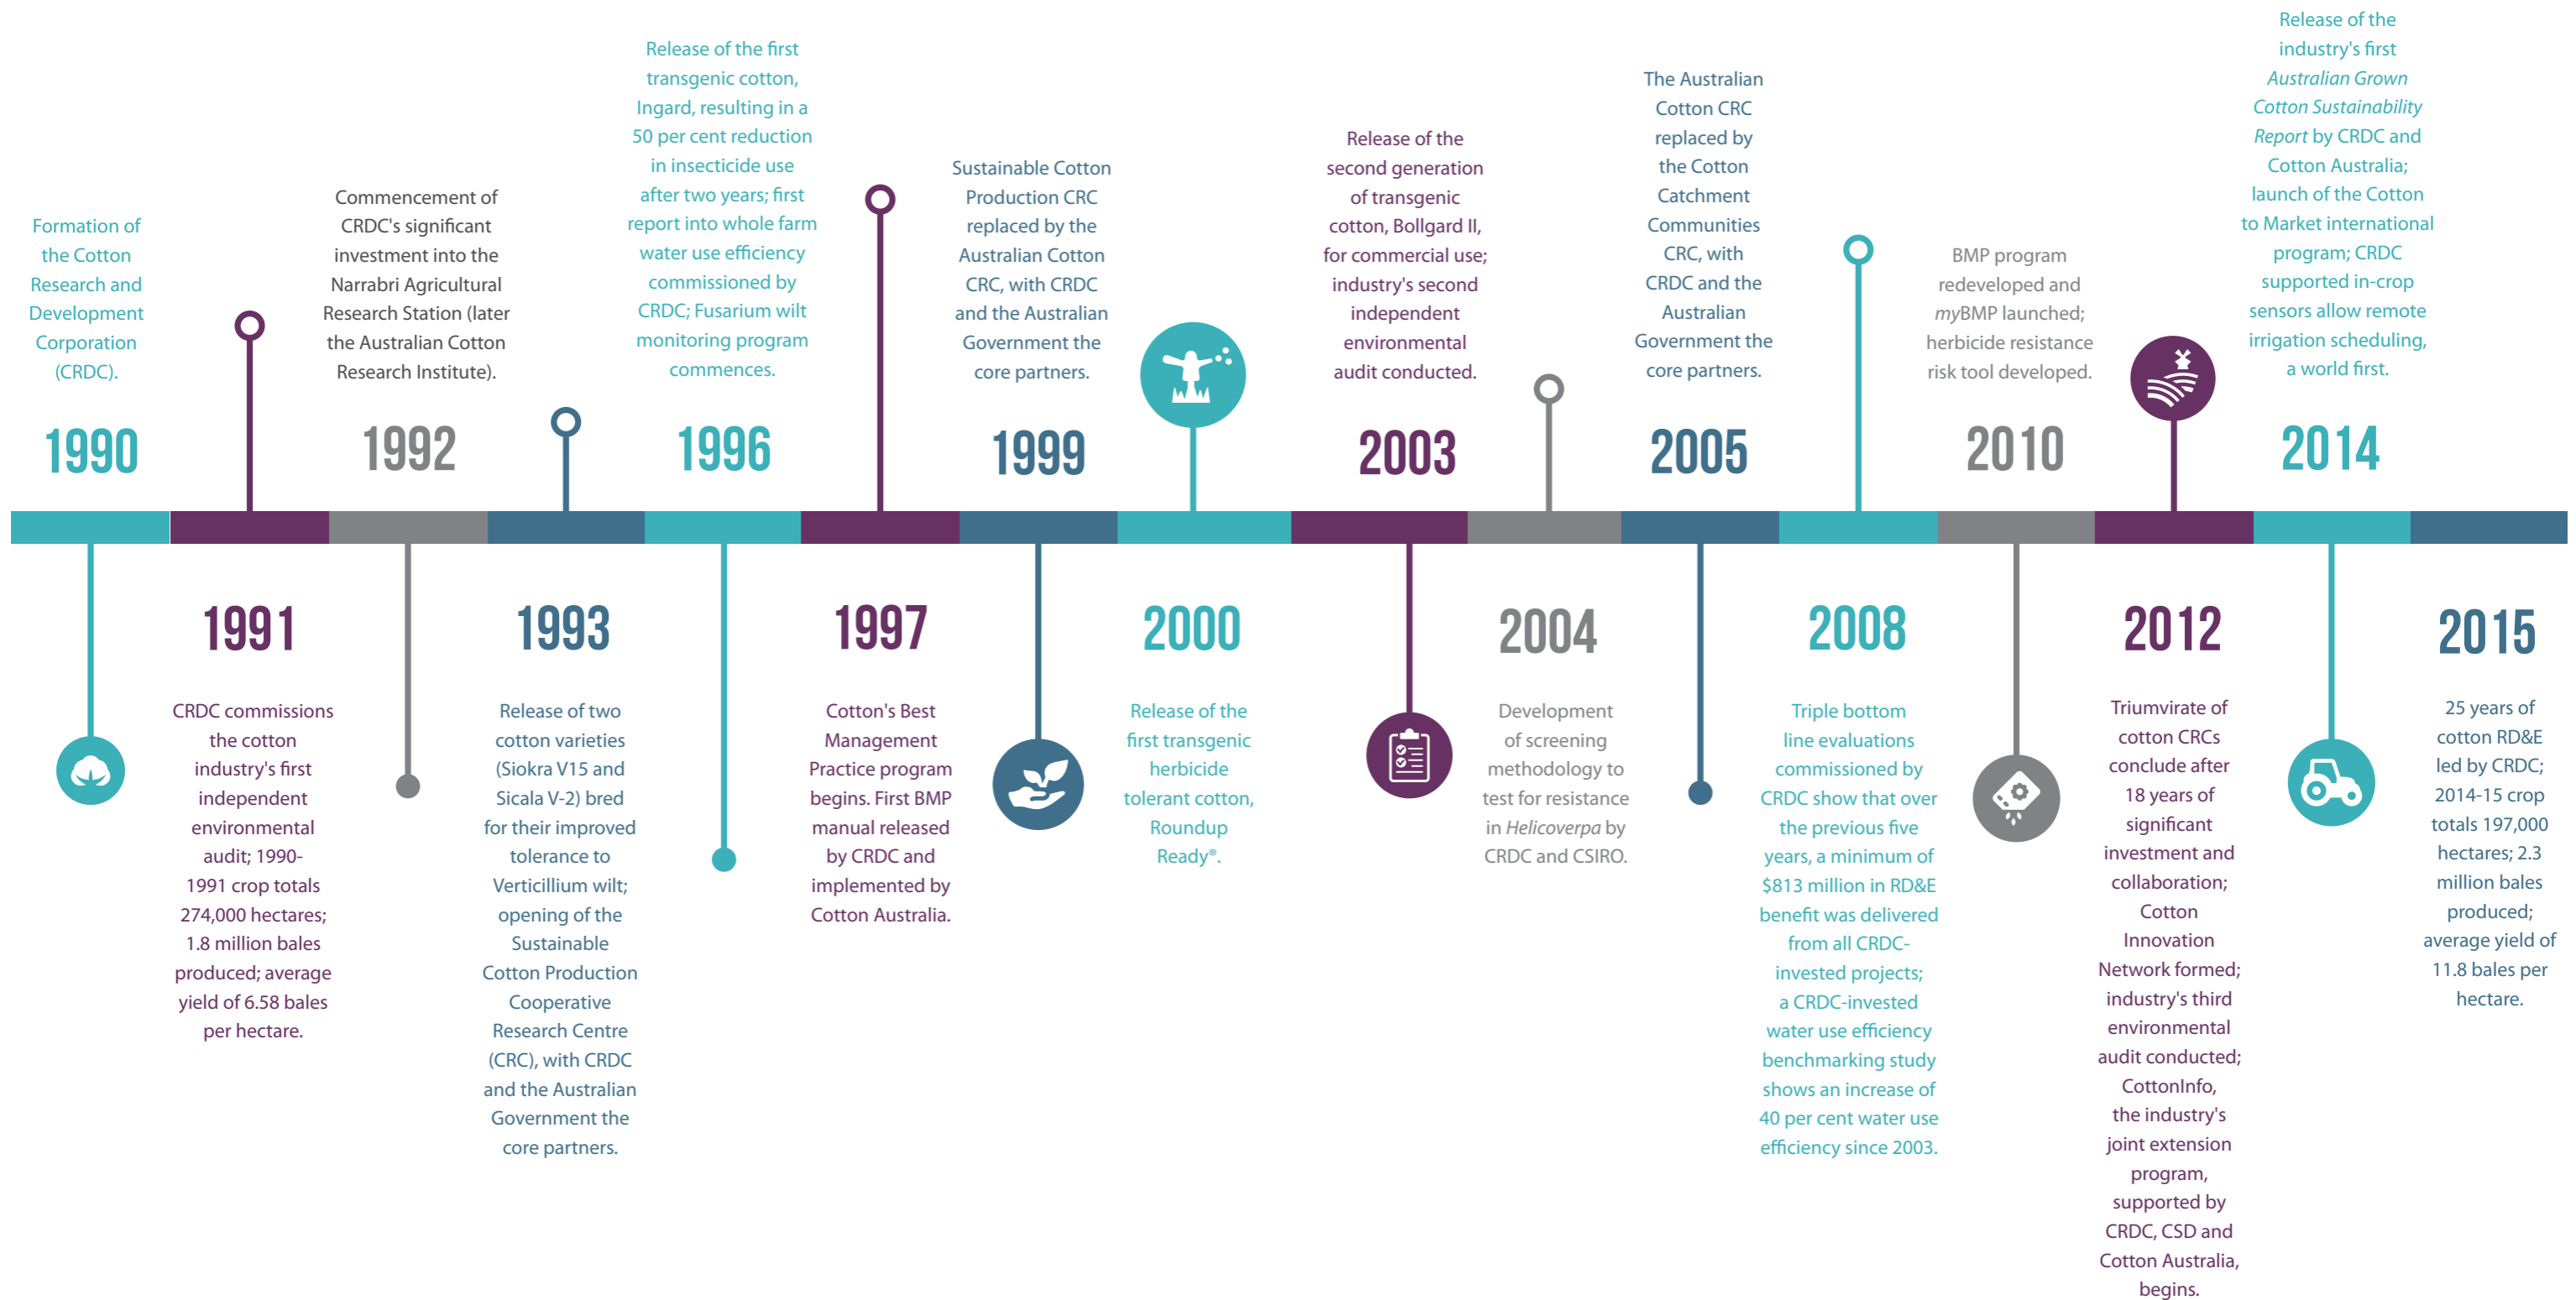 Formation of
the Cotton
Research and
Development
Corporation
(CRDC).
1990
1991
CRDC commissions
the cotton
industry's first
independent
environmental
audit; 1990-
1991 crop totals
274,000 hectares;
1.8 million bales
produced; average
yield of 6.58 bales
per hectare.
Commencement of
CRDC's significant
investment into the
Narrabri Agricultural
Research Station (later
the Australian Cotton
Research Institute).
1992
1993
Release of two
cotton varieties
(Siokra V15 and
Sicala V-2) bred
for their improved
tolerance to
Verticillium wilt;
opening of the
Sustainable
Cotton Production
Cooperative
Research Centre
(CRC), with CRDC
and the Australian
Government the
core partners.
Release of the first
transgenic cotton,
Ingard, resulting in a
50 per cent reduction
in insecticide use
after two years; first
report into whole farm
water use efficiency
commissioned by
CRDC; Fusarium wilt
monitoring program
commences.
1996
1997
Cotton's Best
Management
Practice program
begins. First BMP
manual released
by CRDC and
implemented by
Cotton Australia.
Sustainable Cotton
Production CRC
replaced by the
Australian Cotton
CRC, with CRDC
and the Australian
Government the
core partners.
1999
2000
Release of the
first transgenic
herbicide
tolerant cotton,
Roundup
Ready®.
Release of the
second generation
of transgenic
cotton, Bollgard II,
for commercial use;
industry's second
independent
environmental
audit conducted.
2003
2004
Development
of screening
methodology to
test for resistance
in Helicoverpa by
CRDC and CSIRO.
The Australian
Cotton CRC
replaced by
the Cotton
Catchment
Communities
CRC, with
CRDC and the
Australian
Government the
core partners.
2005
2008
Triple bottom
line evaluations
commissioned by
CRDC show that over
the previous five
years, a minimum of
$813 million in RD&E
benefit was delivered
from all CRDC-
invested projects;
a CRDC-invested
water use efficiency
benchmarking study
shows an increase of
40 per cent water use
efficiency since 2003.
BMP program
redeveloped and
myBMP launched;
herbicide resistance
risk tool developed.
2010
2012
Triumvirate of
cotton CRCs
conclude after
18 years of
significant
investment and
collaboration;
Cotton
Innovation
Network formed;
industry's third
environmental
audit conducted;
CottonInfo,
the industry's
joint extension
program,
supported by
CRDC, CSD and
Cotton Australia,
begins.
Release of the
industry's first
Australian Grown
Cotton Sustainability
Report by CRDC and
Cotton Australia;
launch of the Cotton
to Market international
program; CRDC
supported in-crop
sensors allow remote
irrigation scheduling,
a world first.
2014
2015
25 years of
cotton RD&E
led by CRDC;
2014-15 crop
totals 197,000
hectares; 2.3
million bales
produced;
average yield of
11.8 bales per
hectare.